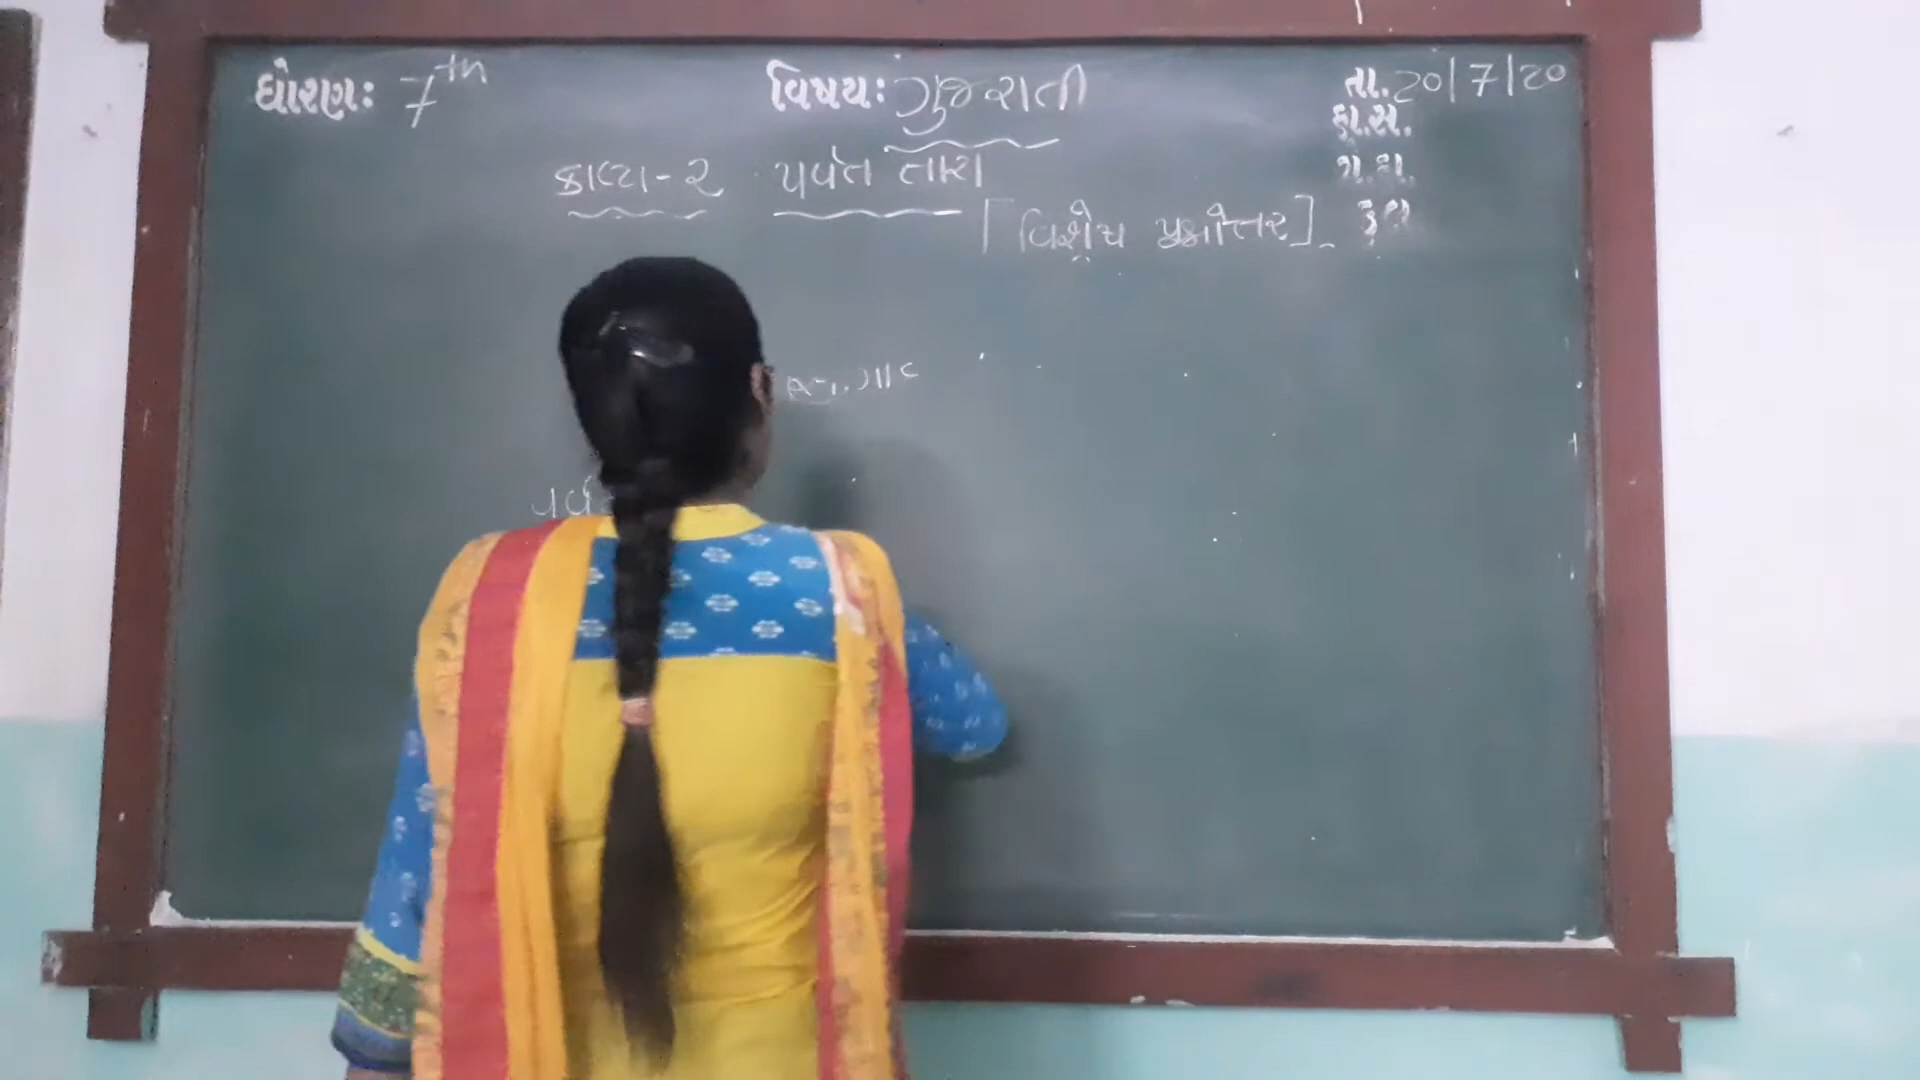 ધોરણઃ 7th વિષયઃ ગુજરાતી તા. 20/7/20
હા.સં.
કાવ્ય-૨ પર્વત તારા ગે.હા.
[વિશેષ પ્રશ્નોત્તર] કુલ